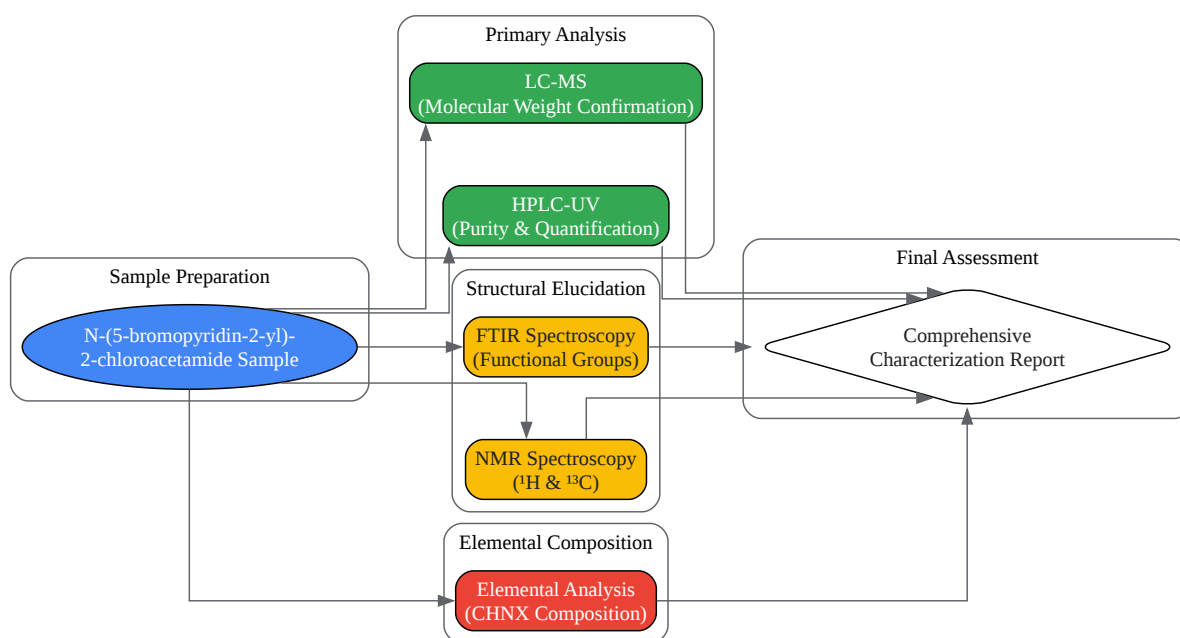 Primary Analysis
LC-MS
(Molecular Weight Confirmation)
HPLC-UV
(Purity & Quantification)
Sample Preparation
N-(5-bromopyridin-2-yl)-
2-chloroacetamide Sample
Structural Elucidation
FTIR Spectroscopy
(Functional Groups)
NMR Spectroscopy
(¹H & ¹³C)
Elemental Composition
Elemental Analysis
(CHNX Composition)
Final Assessment
Comprehensive
Characterization Report